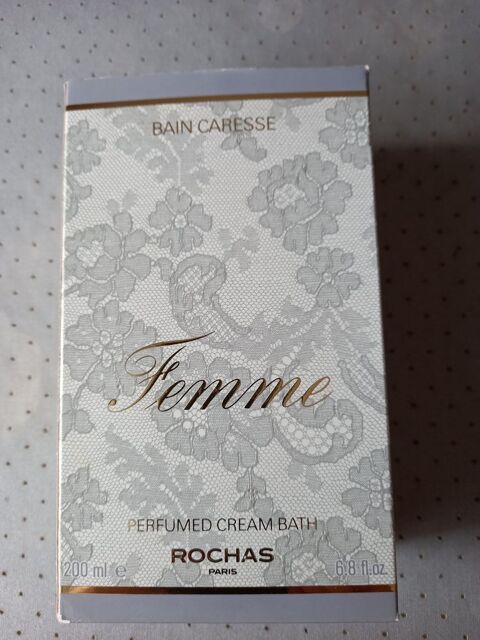 BAIN CARESSE
Femme
PERFUMED CREAM BATH
ROCHAS
PARIS
200 ml e 6.8 fl.oz